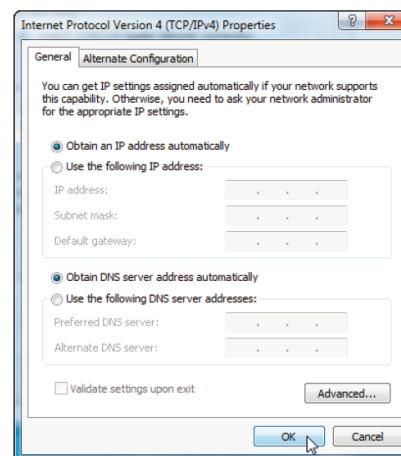 Internet Protocol Version 4 (TCP/IPv4) Properties
General
Alternate Configuration
You can get IP settings assigned automatically if your network supports
this capability. Otherwise, you need to ask your network administrator
for the appropriate IP settings.
Obtain an IP address automatically
Use the following IP address:
IP address:
Subnet mask:
Default gateway:
Obtain DNS server address automatically
Use the following DNS server addresses:
Preferred DNS server:
Alternate DNS server:
Validate settings upon exit
Advanced...
OK
Cancel